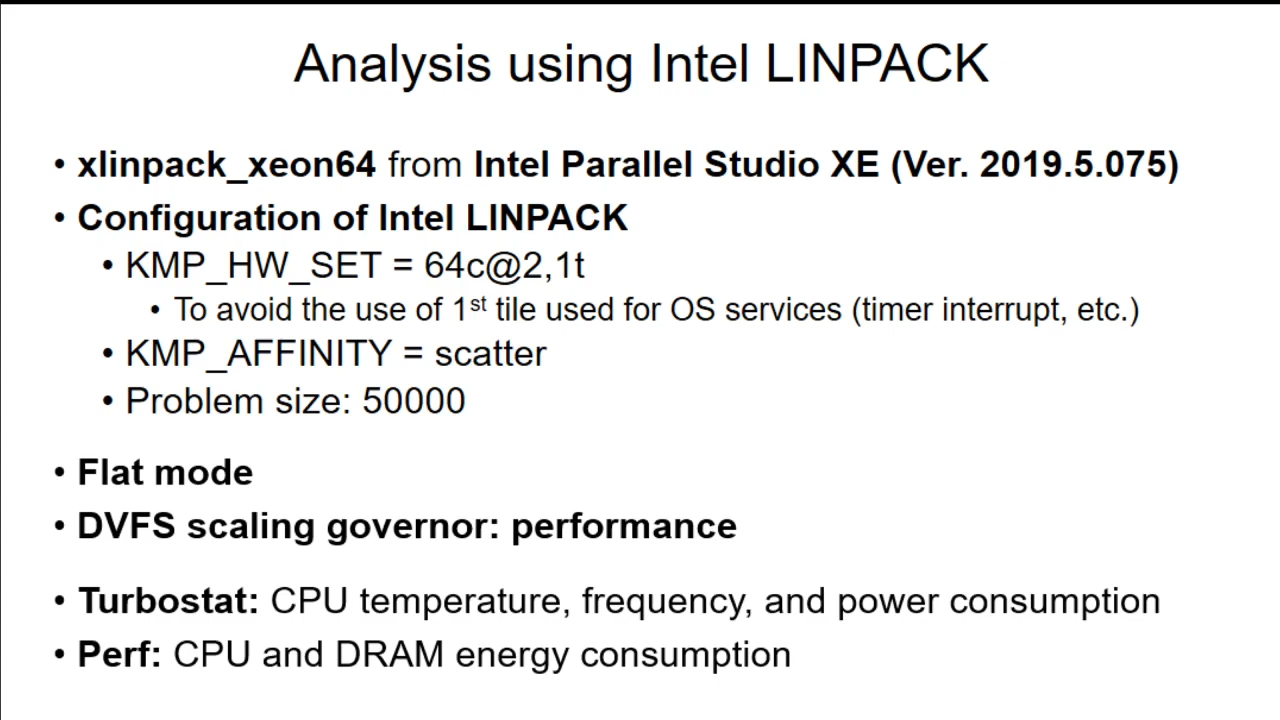 Analysis using Intel LINPACK
• xlinpack_xeon64 from Intel Parallel Studio XE (Ver. 2019.5.075)
• Configuration of Intel LINPACK
• KMP_HW_SET = 64c@2,1t
• To avoid the use of 1st tile used for OS services (timer interrupt, etc.)
• KMP_AFFINITY = scatter
• Problem size: 50000
• Flat mode
• DVFS scaling governor: performance
• Turbostat: CPU temperature, frequency, and power consumption
• Perf: CPU and DRAM energy consumption